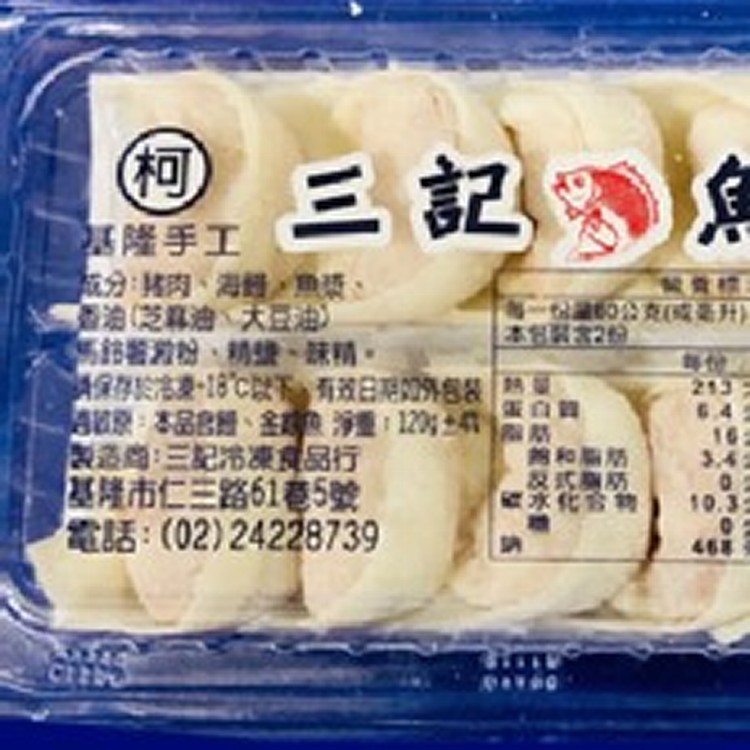 柯
三記 魚
基隆手工
成分:豬肉、海鰻、魚漿、
香油(芝麻油、大豆油)
馬鈴薯澱粉、精鹽、味精。
請保存於冷凍-18℃以下,有效日期如外包裝
過敏原:本品含鰻、金線魚 淨重:120g±4%
製造商:三記冷凍食品行
基隆市仁三路61巷5號
電話:(02)24228739
營養標
每一份量60公克(或毫升)
本包裝含2份
每份
熱量 213
蛋白質 6.4
脂肪 16
飽和脂肪 3.4
反式脂肪 0
碳水化合物 10.3
糖 0
鈉 468